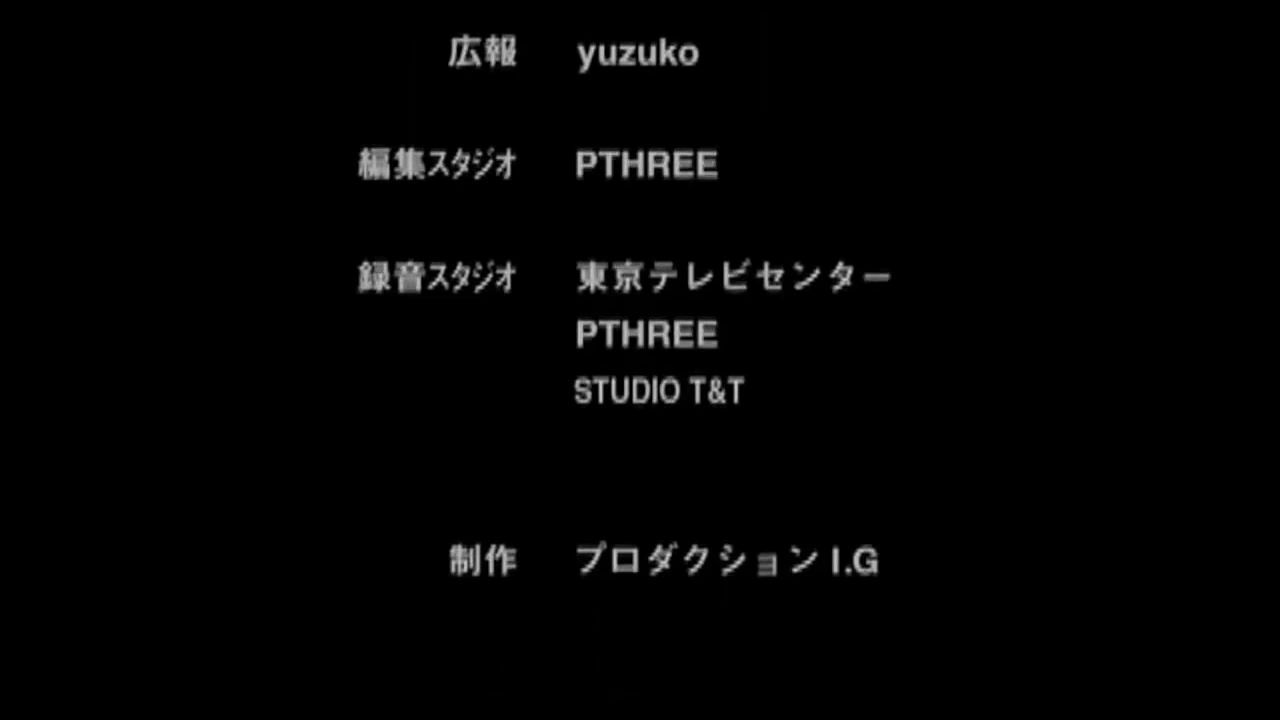 広報 yuzuko
編集スタジオ PTHREE
録音スタジオ 東京テレビセンター
PTHREE
STUDIO T&T
制作 プロダクション I.G